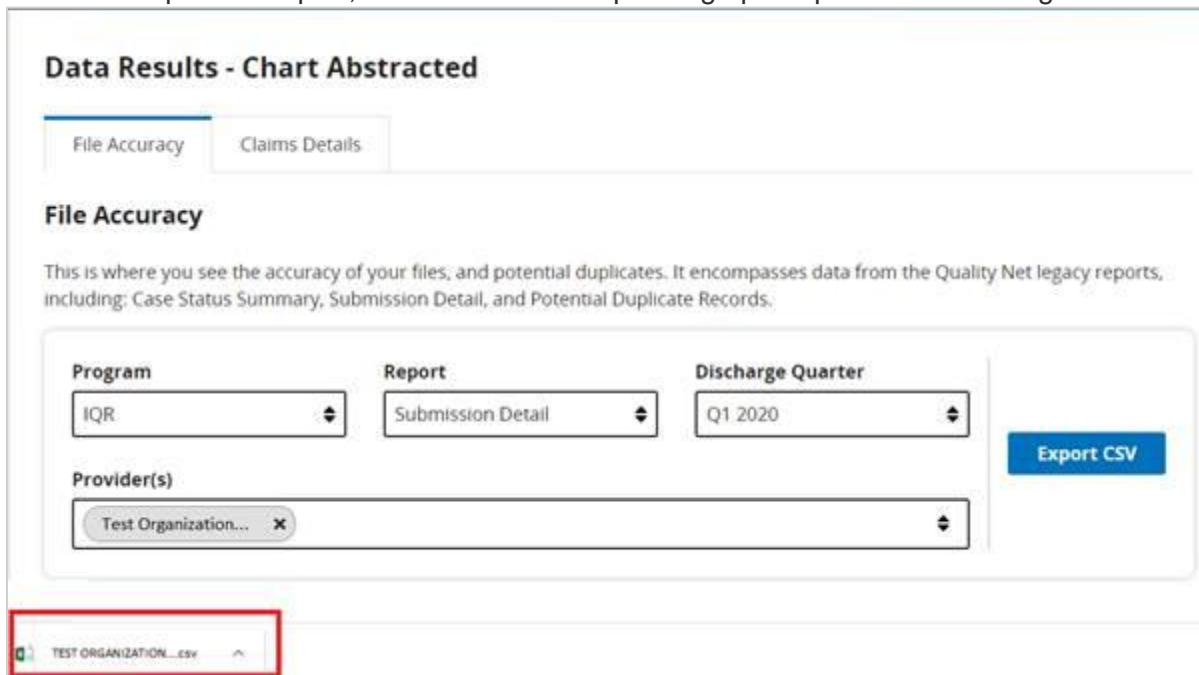 Data Results - Chart Abstracted
File Accuracy Claims Details
File Accuracy
This is where you see the accuracy of your files, and potential duplicates. It encompasses data from the Quality Net legacy reports,
including: Case Status Summary, Submission Detail, and Potential Duplicate Records.
Program Report Discharge Quarter
IQR Submission Detail Q1 2020
Export CSV
Provider(s)
Test Organization...
TEST ORGANIZATION....csv